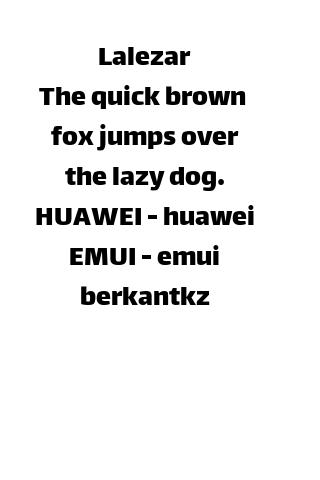 Lalezar
The quick brown
fox jumps over
the lazy dog.
HUAWEI - huawei
EMUI - emui
berkantkz